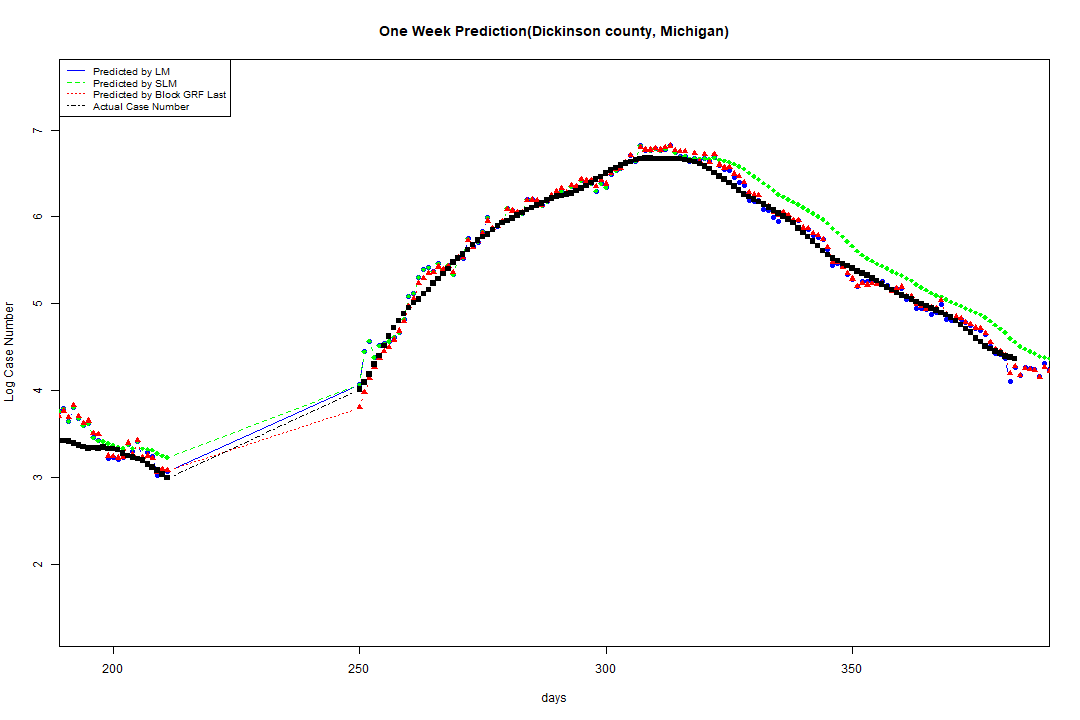 One Week Prediction(Dickinson county, Michigan)
Predicted by LM
Predicted by SLM
Predicted by Block GRF Last
Actual Case Number
7
6
5
4
3
2
Log Case Number
200 250 300 350
days